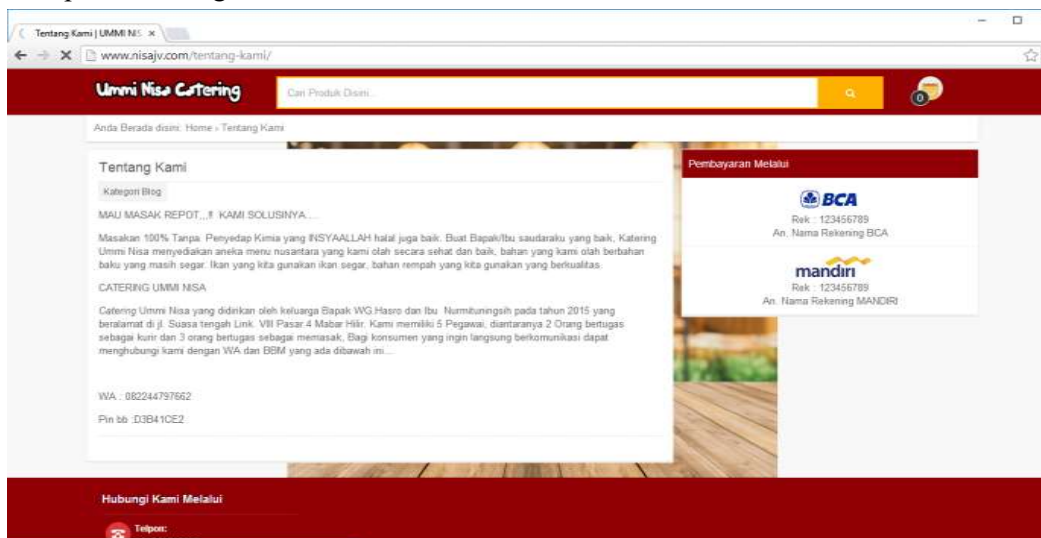 Tentang Kami | UMMI NIS
www.nisajv.com/tentang-kami/
Ummi Nisa Catering
Cari Produk Disini..
0
Anda Berada disini: Home » Tentang Kami
Tentang Kami
Kategori Blog
MAU MASAK REPOT,,,!! KAMI SOLUSINYA....
Masakan 100% Tanpa Penyedap Kimia yang INSYAALLAH halal juga baik. Buat Bapak/Ibu saudaraku yang baik, Katering
Ummi Nisa menyediakan aneka menu nusantara yang kami olah secara sehat dan baik, bahan yang kami olah berbahan
baku yang masih segar. Ikan yang kita gunakan ikan segar, bahan rempah yang kita gunakan yang berkualitas.
CATERING UMMI NISA
Catering Ummi Nisa yang didirikan oleh keluarga Bapak WG.Hasro dan Ibu Nurmituningsih pada tahun 2015 yang
beralamat di jl. Suasa tengah Link. VIII Pasar 4 Mabar Hilir. Kami memiliki 5 Pegawai, diantaranya 2 Orang bertugas
sebagai kurir dan 3 orang bertugas sebagai memasak, Bagi konsumen yang ingin langsung berkomunikasi dapat
menghubungi kami dengan WA dan BBM yang ada dibawah ini...
WA : 082244797662
Pin bb :D3B41CE2
Pembayaran Melalui
BCA
Rek : 123456789
An. Nama Rekening BCA
mandiri
Rek : 123456789
An. Nama Rekening MANDIRI
Hubungi Kami Melalui
Telpon: